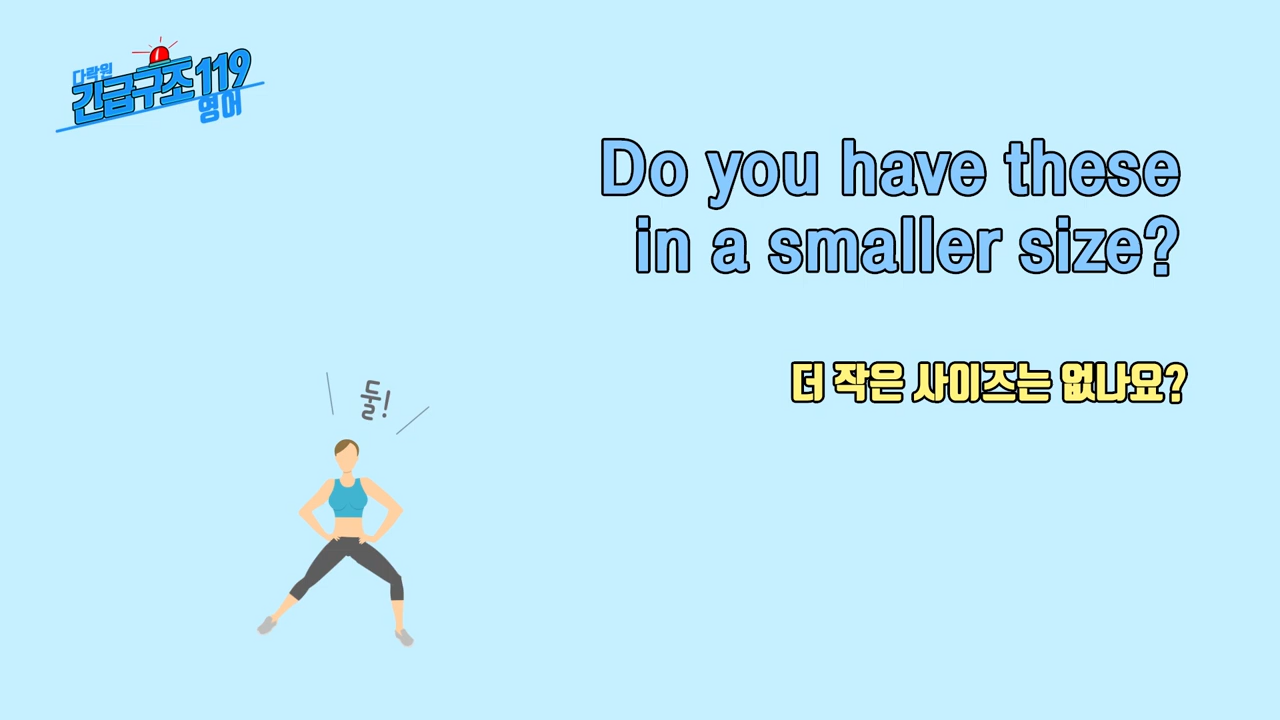 다락원
긴급구조119
영어
Do you have these
in a smaller size?
더 작은 사이즈는 없나요?
둘!